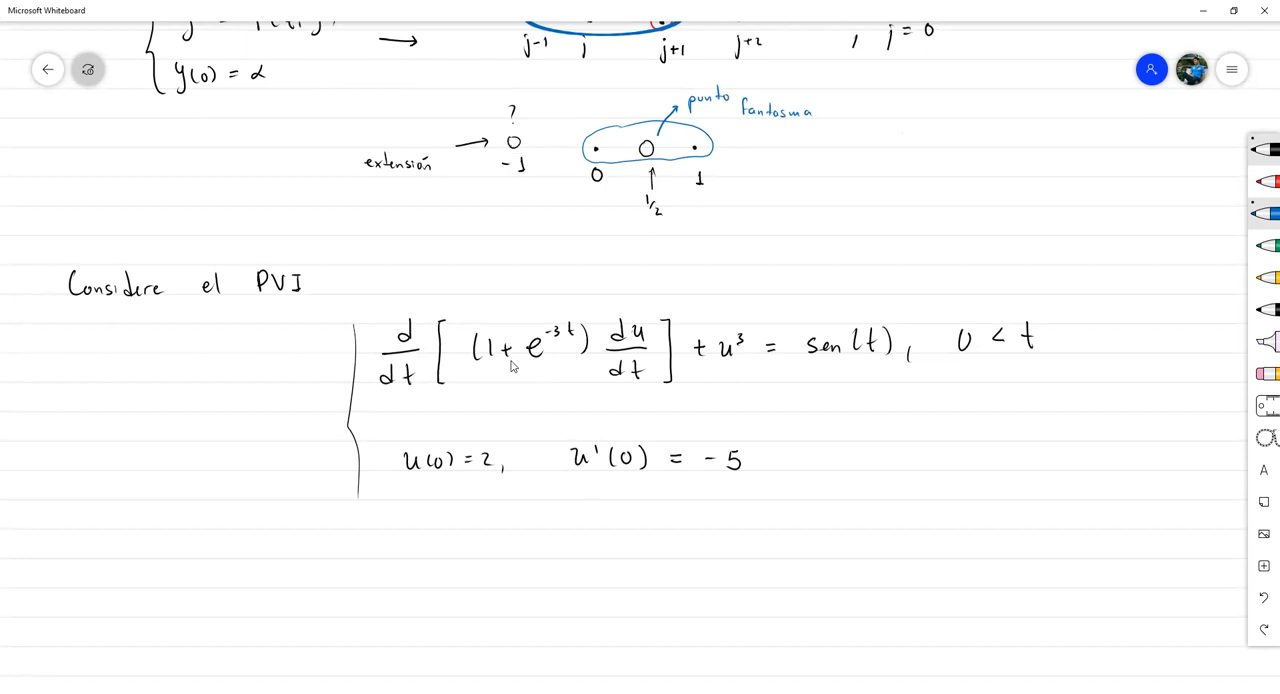 Microsoft Whiteboard
j-1 j j+1 j+2 , j = 0
y(0) = α
punto fantasma
?
extensión → 0
-1
0 1
1/2
Considere el PVI
d/dt [ (1 + e^{-3t}) du/dt ] + u³ = sen(t), 0 < t
u(0) = 2, u'(0) = -5
A